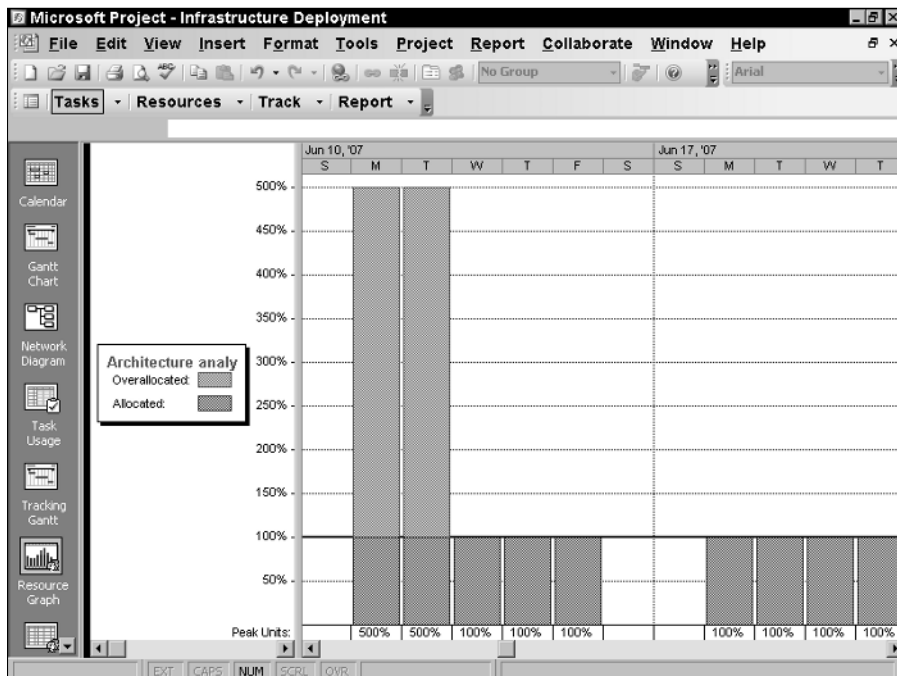 Microsoft Project - Infrastructure Deployment
File Edit View Insert Format Tools Project Report Collaborate Window Help
ABC No Group Arial
Tasks Resources Track Report
Jun 10, '07 Jun 17, '07
S M T W T F S S M T W T
Calendar
Gantt
Chart
Network
Diagram
Task
Usage
Tracking
Gantt
Resource
Graph
Architecture analy
Overallocated:
Allocated:
500%
450%
400%
350%
300%
250%
200%
150%
100%
50%
Peak Units: 500% 500% 100% 100% 100% 100% 100% 100% 100%
EXT CAPS NUM SCRL OVR